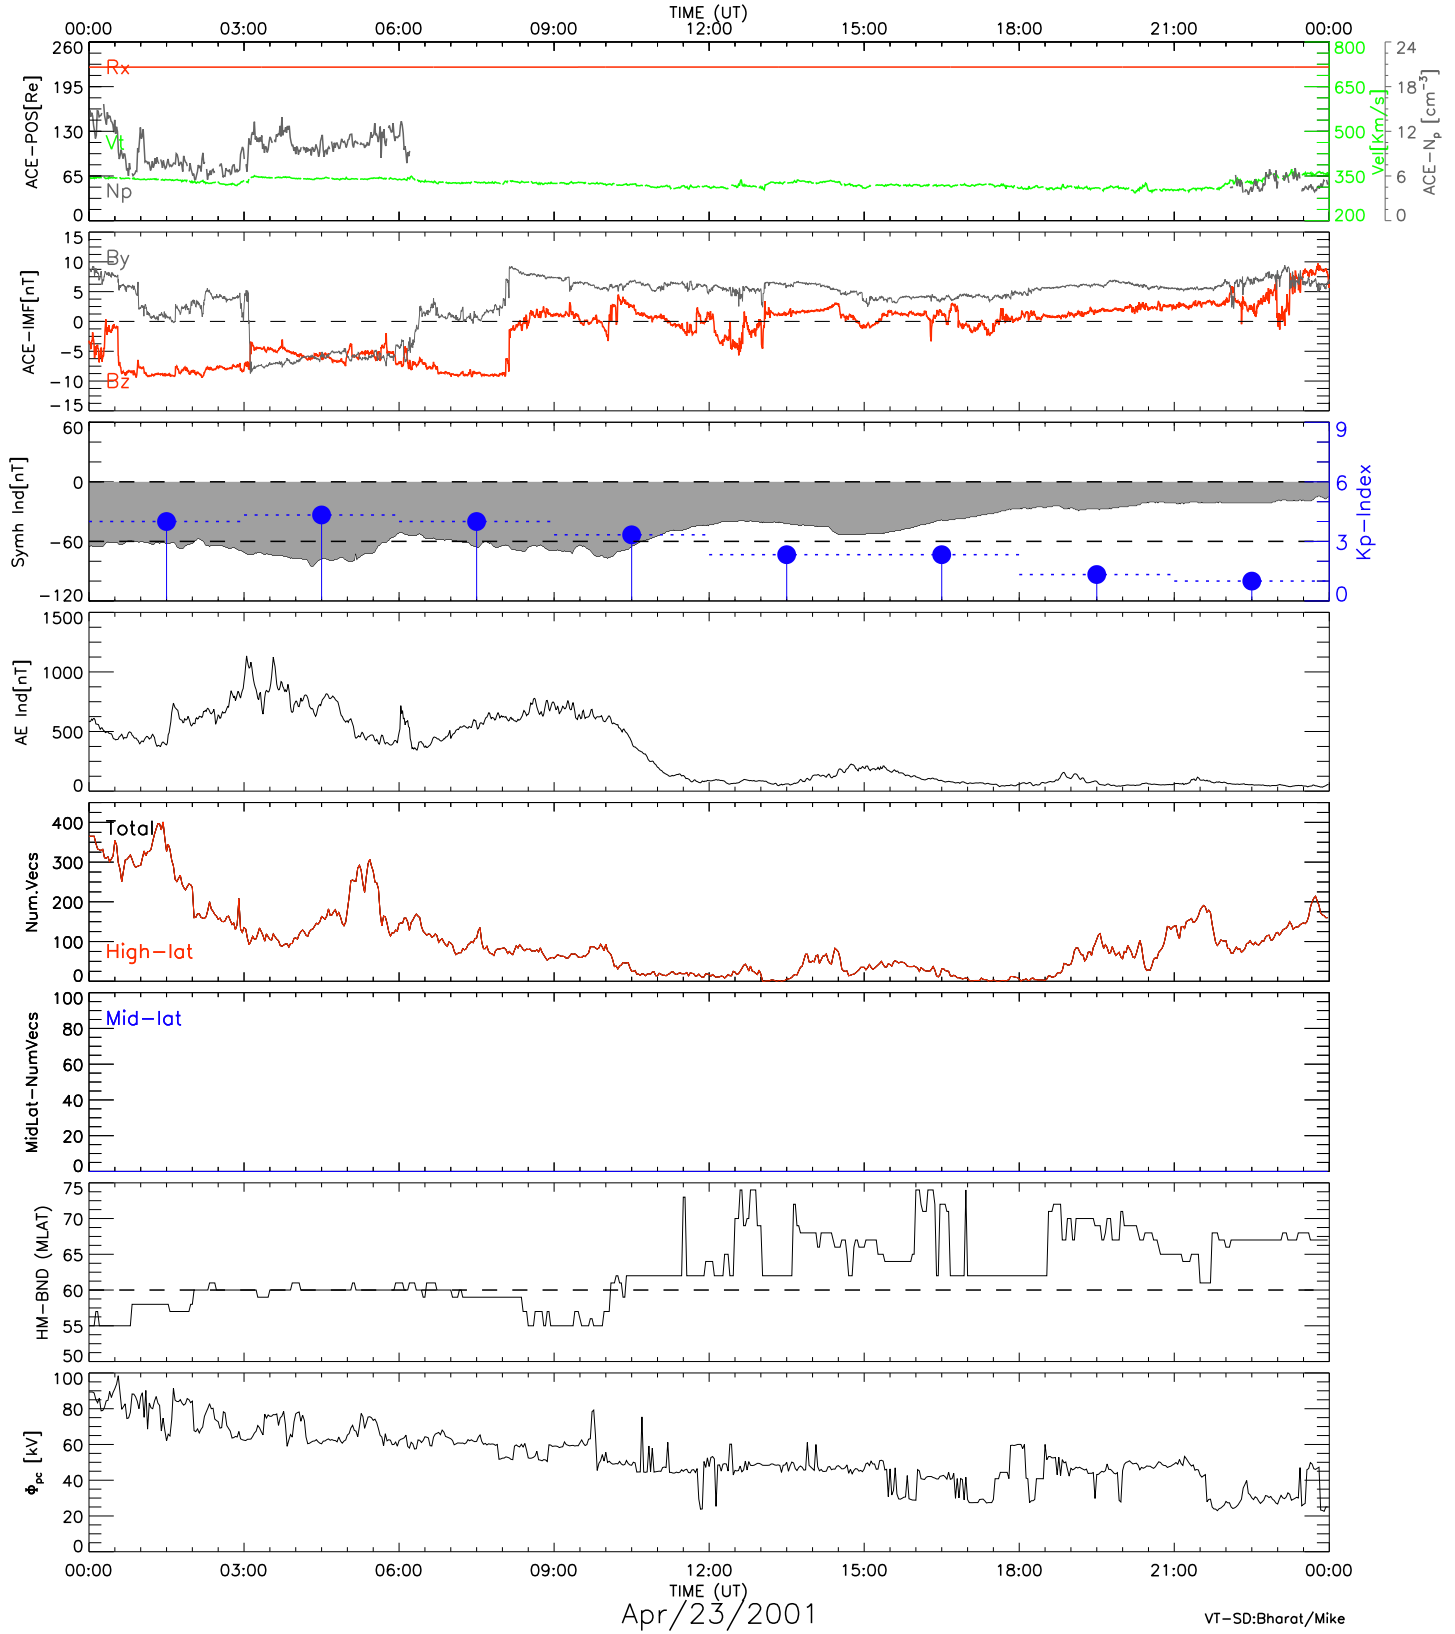 TIME (UT)
00:00 03:00 06:00 09:00 12:00 15:00 18:00 21:00 00:00
ACE-POS[Re]
260
195
130
65
0
Rx
Vt
Np
800
650
500
350
200
Vel[Km/s]
24
18
12
6
0
ACE-Np [cm-3]
ACE-IMF[nT]
15
10
5
0
-5
-10
-15
By
Bz
Symh Ind[nT]
60
0
-60
-120
9
6
3
0
Kp-Index
AE Ind[nT]
1500
1000
500
0
Num.Vecs
400
300
200
100
0
Total
High-lat
MidLat-NumVecs
100
80
60
40
20
0
Mid-lat
HM-BND (MLAT)
75
70
65
60
55
50
Φpc [kV]
100
80
60
40
20
0
00:00 03:00 06:00 09:00 12:00 15:00 18:00 21:00 00:00
TIME (UT)
Apr/23/2001
VT-SD:Bharat/Mike